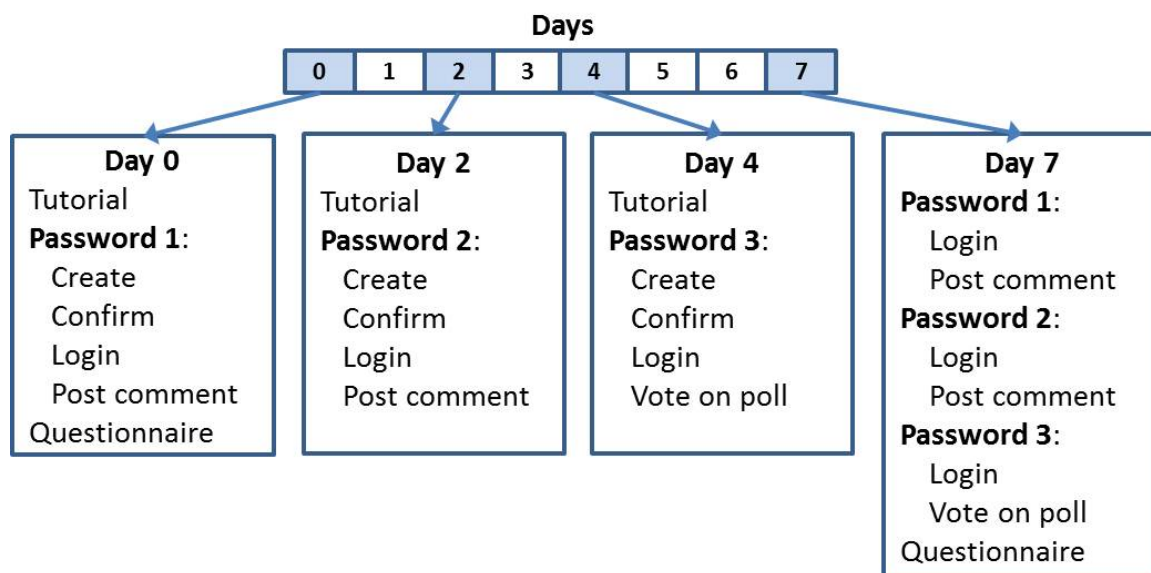 Days
0 1 2 3 4 5 6 7
Day 0
Tutorial
Password 1:
Create
Confirm
Login
Post comment
Questionnaire
Day 2
Tutorial
Password 2:
Create
Confirm
Login
Post comment
Day 4
Tutorial
Password 3:
Create
Confirm
Login
Vote on poll
Day 7
Password 1:
Login
Post comment
Password 2:
Login
Post comment
Password 3:
Login
Vote on poll
Questionnaire